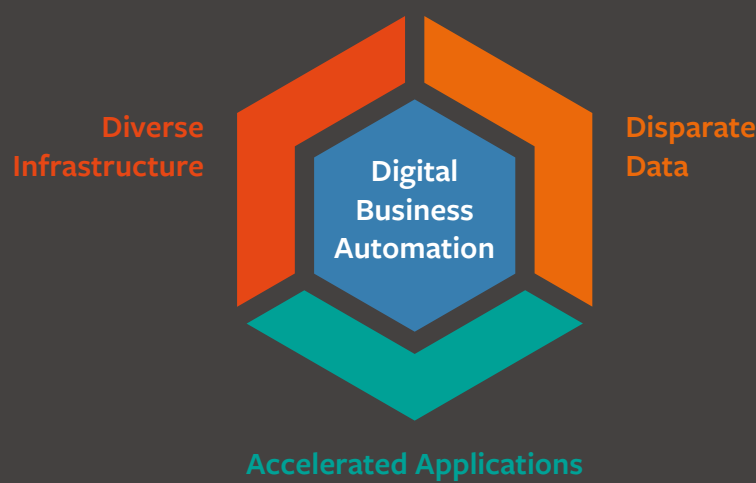 Diverse
Infrastructure
Disparate
Data
Digital
Business
Automation
Accelerated Applications